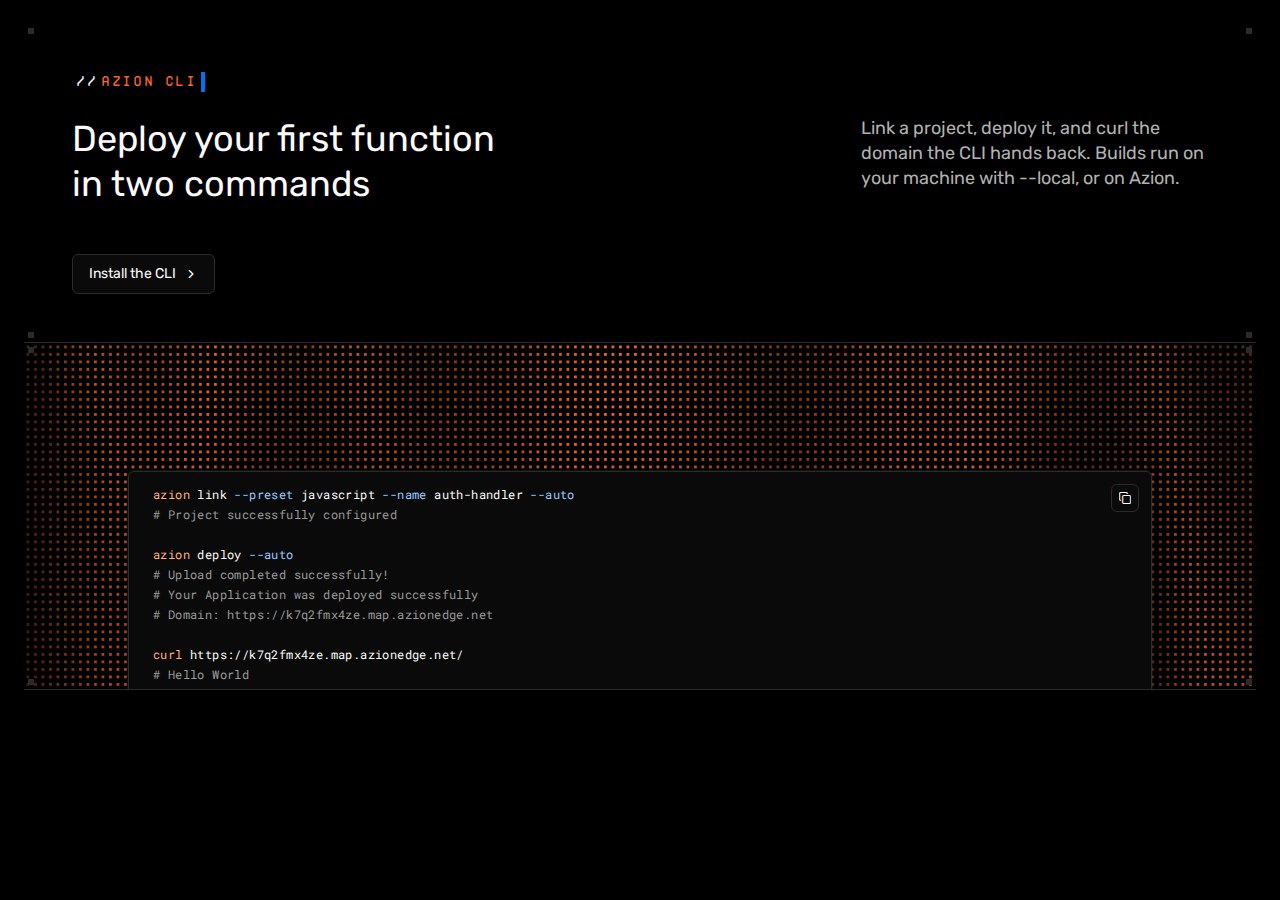 // AZION CLI
Deploy your first function
in two commands
Link a project, deploy it, and curl the
domain the CLI hands back. Builds run on
your machine with --local, or on Azion.
Install the CLI
azion link --preset javascript --name auth-handler --auto
# Project successfully configured
azion deploy --auto
# Upload completed successfully!
# Your Application was deployed successfully
# Domain: https://k7q2fmx4ze.map.azionedge.net
curl https://k7q2fmx4ze.map.azionedge.net/
# Hello World